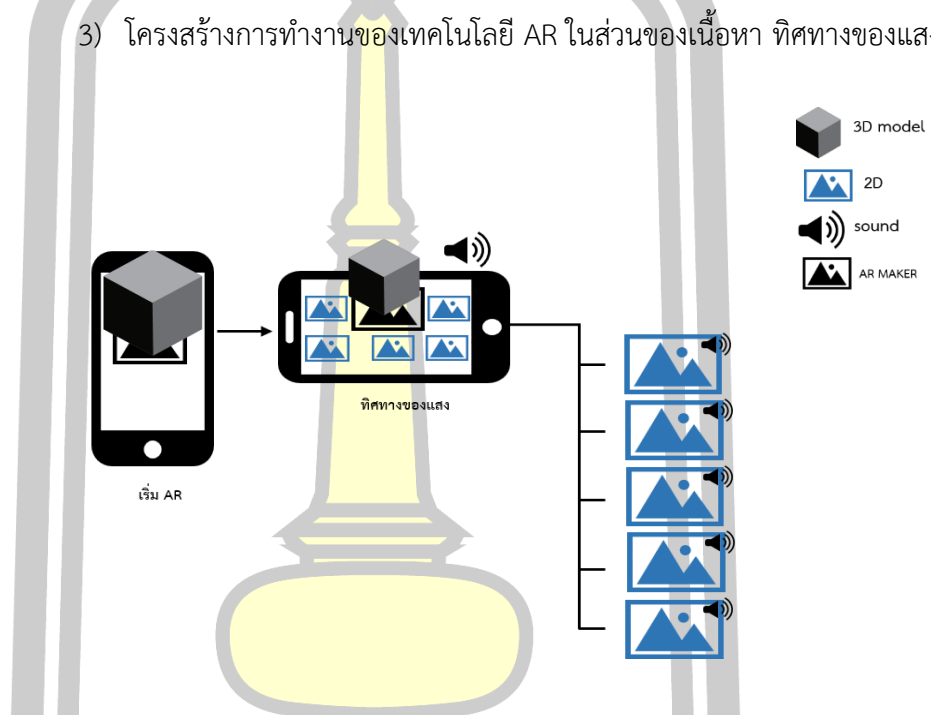 3) โครงสร้างการทำงานของเทคโนโลยี AR ในส่วนของเนื้อหา ทิศทางของแสง
3D model
2D
sound
AR MAKER
ทิศทางของแสง
เริ่ม AR